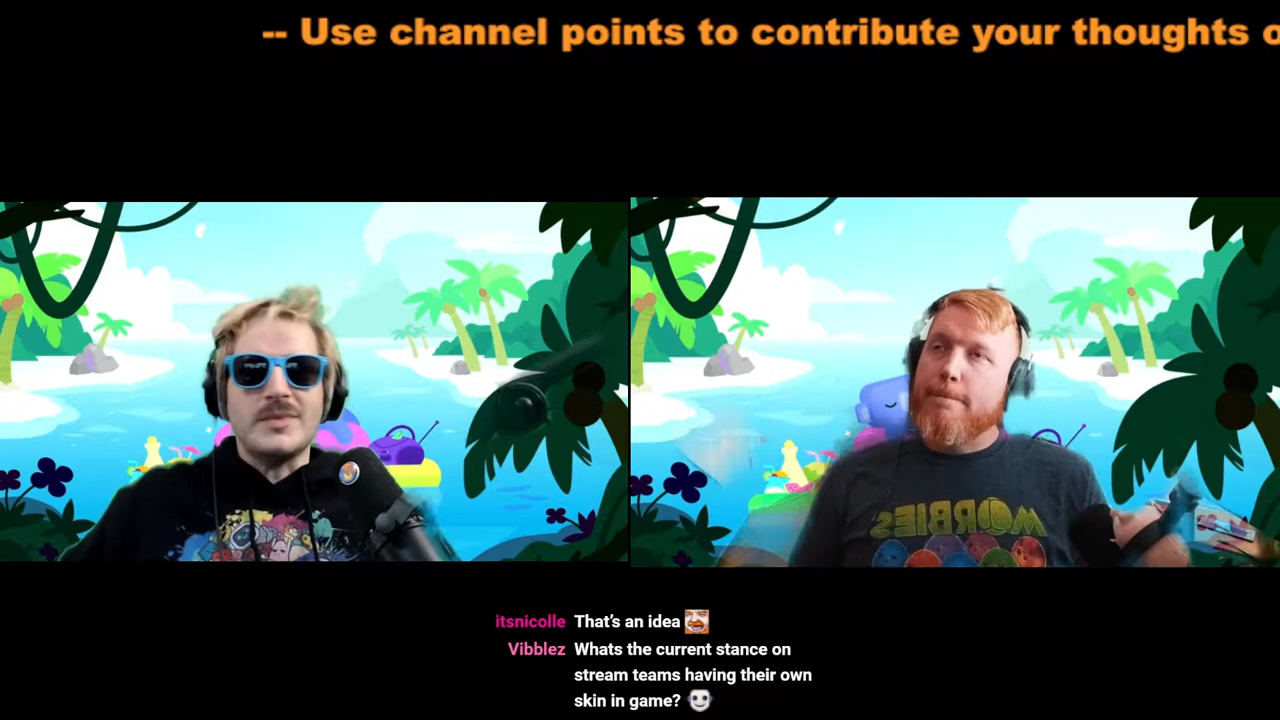 -- Use channel points to contribute your thoughts o
WORBIES
itsnicolle That's an idea
Vibblez Whats the current stance on
stream teams having their own
skin in game?